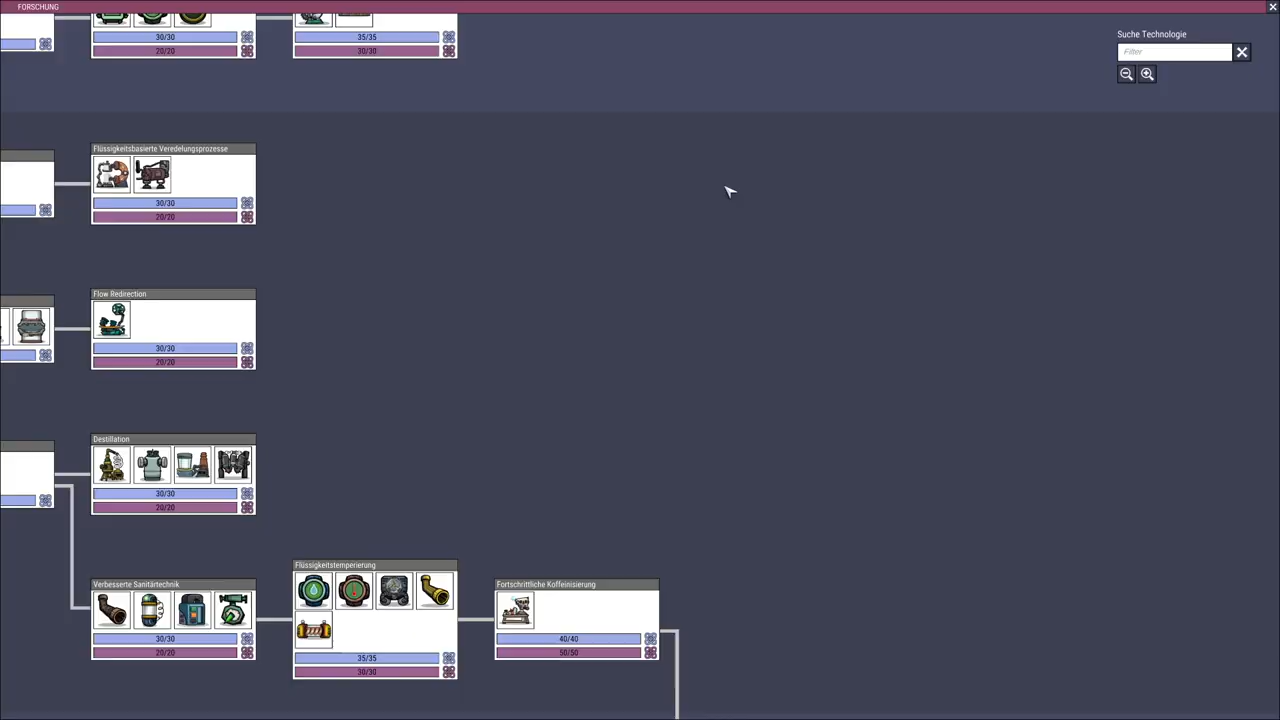 FORSCHUNG
Suche Technologie
Filter
30/30
20/20
35/35
30/30
Flüssigkeitsbasierte Veredelungsprozesse
30/30
20/20
Flow Redirection
30/30
20/20
Destillation
30/30
20/20
Verbesserte Sanitärtechnik
30/30
20/20
Flüssigkeitstemperierung
35/35
30/30
Fortschrittliche Koffeinisierung
40/40
50/50